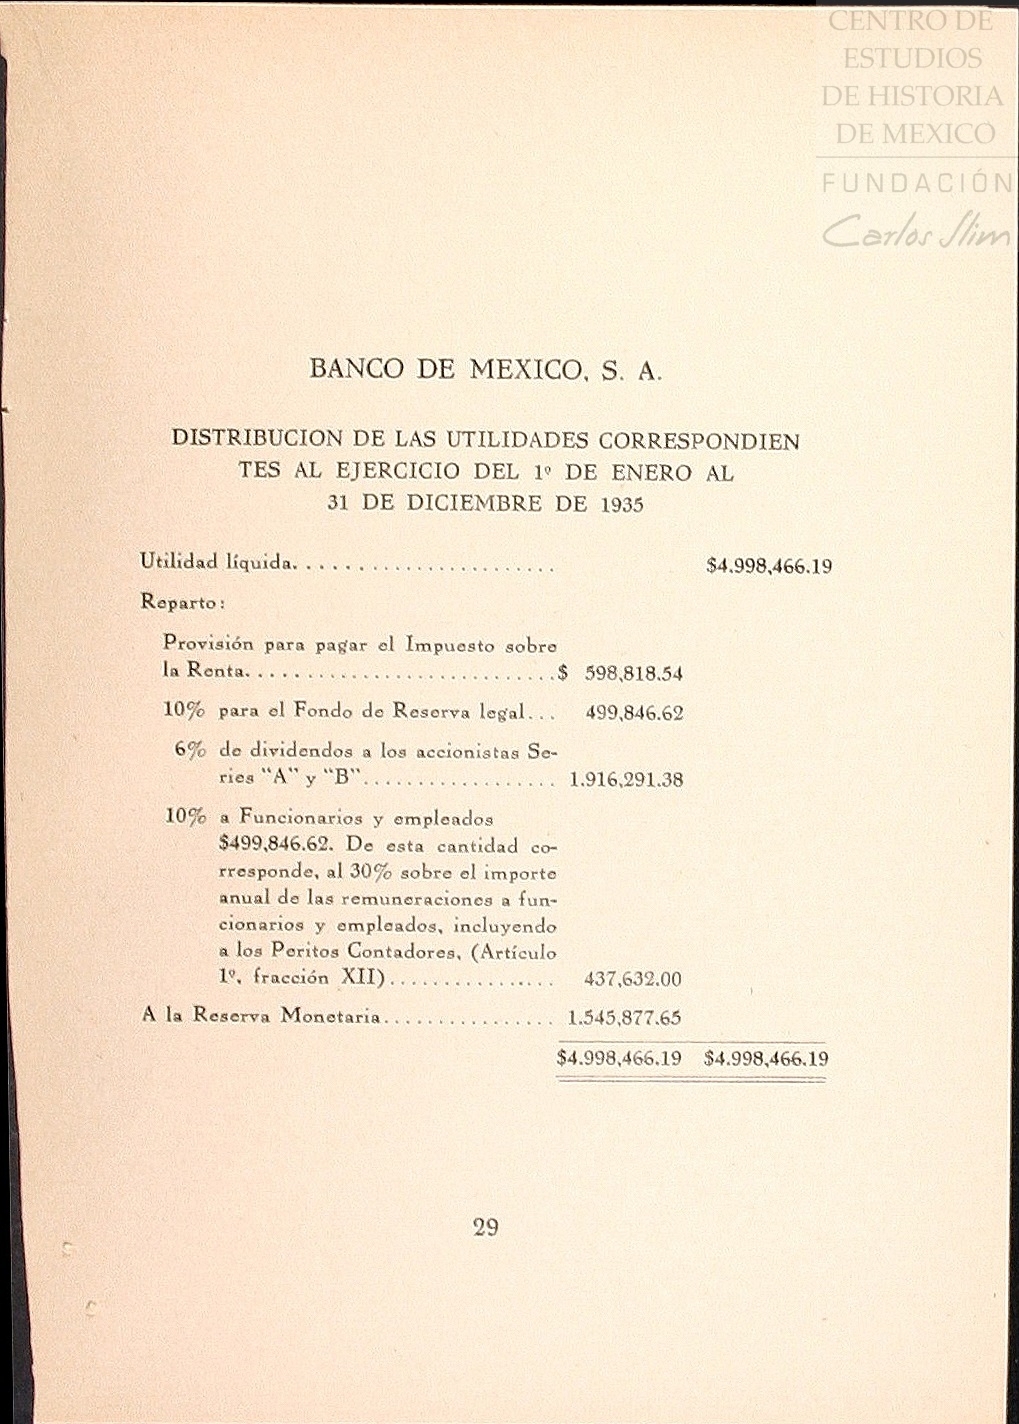 CENTRO DE
ESTUDIOS
DE HISTORIA
DE MEXICO
FUNDACIÓN
Carlos Slim
BANCO DE MEXICO, S. A.
DISTRIBUCION DE LAS UTILIDADES CORRESPONDIEN
TES AL EJERCICIO DEL 1º DE ENERO AL
31 DE DICIEMBRE DE 1935
Utilidad líquida........................ $4.998,466.19
Reparto:
Provisión para pagar el Impuesto sobre
la Renta.............................$ 598,818.54
10% para el Fondo de Reserva legal... 499,846.62
6% de dividendos a los accionistas Se-
ries "A" y "B".................. 1.916,291.38
10% a Funcionarios y empleados
$499,846.62. De esta cantidad co-
rresponde, al 30% sobre el importe
anual de las remuneraciones a fun-
cionarios y empleados, incluyendo
a los Peritos Contadores, (Artículo
1º, fracción XII)................ 437,632.00
A la Reserva Monetaria................ 1.545,877.65
$4.998,466.19 $4.998,466.19
29